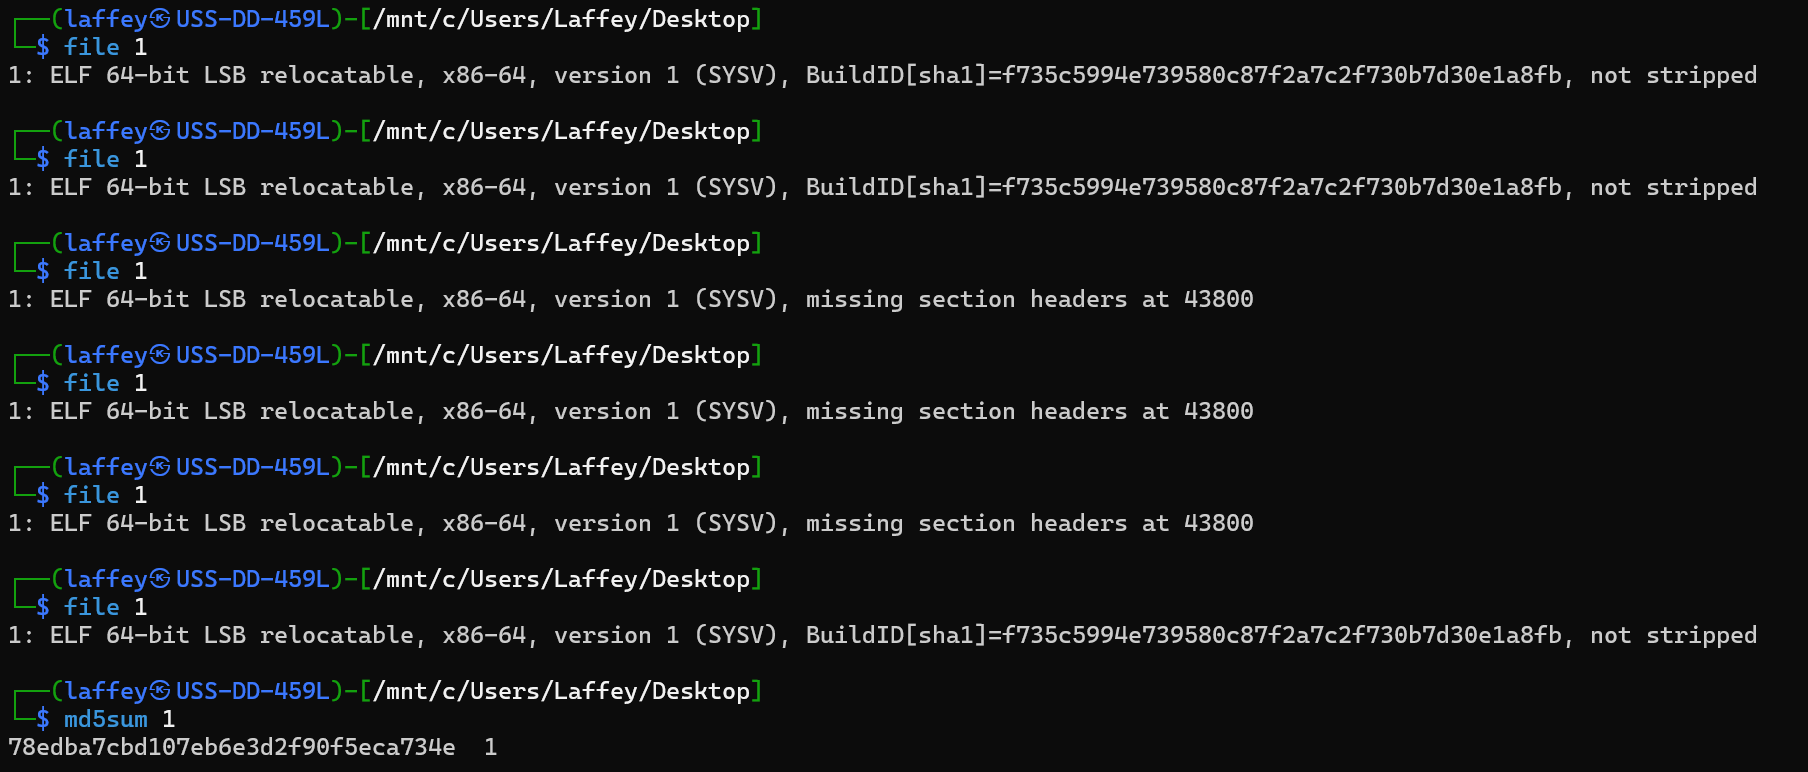 ┌──(laffey㉿USS-DD-459L)-[/mnt/c/Users/Laffey/Desktop]
└─$ file 1
1: ELF 64-bit LSB relocatable, x86-64, version 1 (SYSV), BuildID[sha1]=f735c5994e739580c87f2a7c2f730b7d30e1a8fb, not stripped
┌──(laffey㉿USS-DD-459L)-[/mnt/c/Users/Laffey/Desktop]
└─$ file 1
1: ELF 64-bit LSB relocatable, x86-64, version 1 (SYSV), BuildID[sha1]=f735c5994e739580c87f2a7c2f730b7d30e1a8fb, not stripped
┌──(laffey㉿USS-DD-459L)-[/mnt/c/Users/Laffey/Desktop]
└─$ file 1
1: ELF 64-bit LSB relocatable, x86-64, version 1 (SYSV), missing section headers at 43800
┌──(laffey㉿USS-DD-459L)-[/mnt/c/Users/Laffey/Desktop]
└─$ file 1
1: ELF 64-bit LSB relocatable, x86-64, version 1 (SYSV), missing section headers at 43800
┌──(laffey㉿USS-DD-459L)-[/mnt/c/Users/Laffey/Desktop]
└─$ file 1
1: ELF 64-bit LSB relocatable, x86-64, version 1 (SYSV), missing section headers at 43800
┌──(laffey㉿USS-DD-459L)-[/mnt/c/Users/Laffey/Desktop]
└─$ file 1
1: ELF 64-bit LSB relocatable, x86-64, version 1 (SYSV), BuildID[sha1]=f735c5994e739580c87f2a7c2f730b7d30e1a8fb, not stripped
┌──(laffey㉿USS-DD-459L)-[/mnt/c/Users/Laffey/Desktop]
└─$ md5sum 1
78edba7cbd107eb6e3d2f90f5eca734e  1